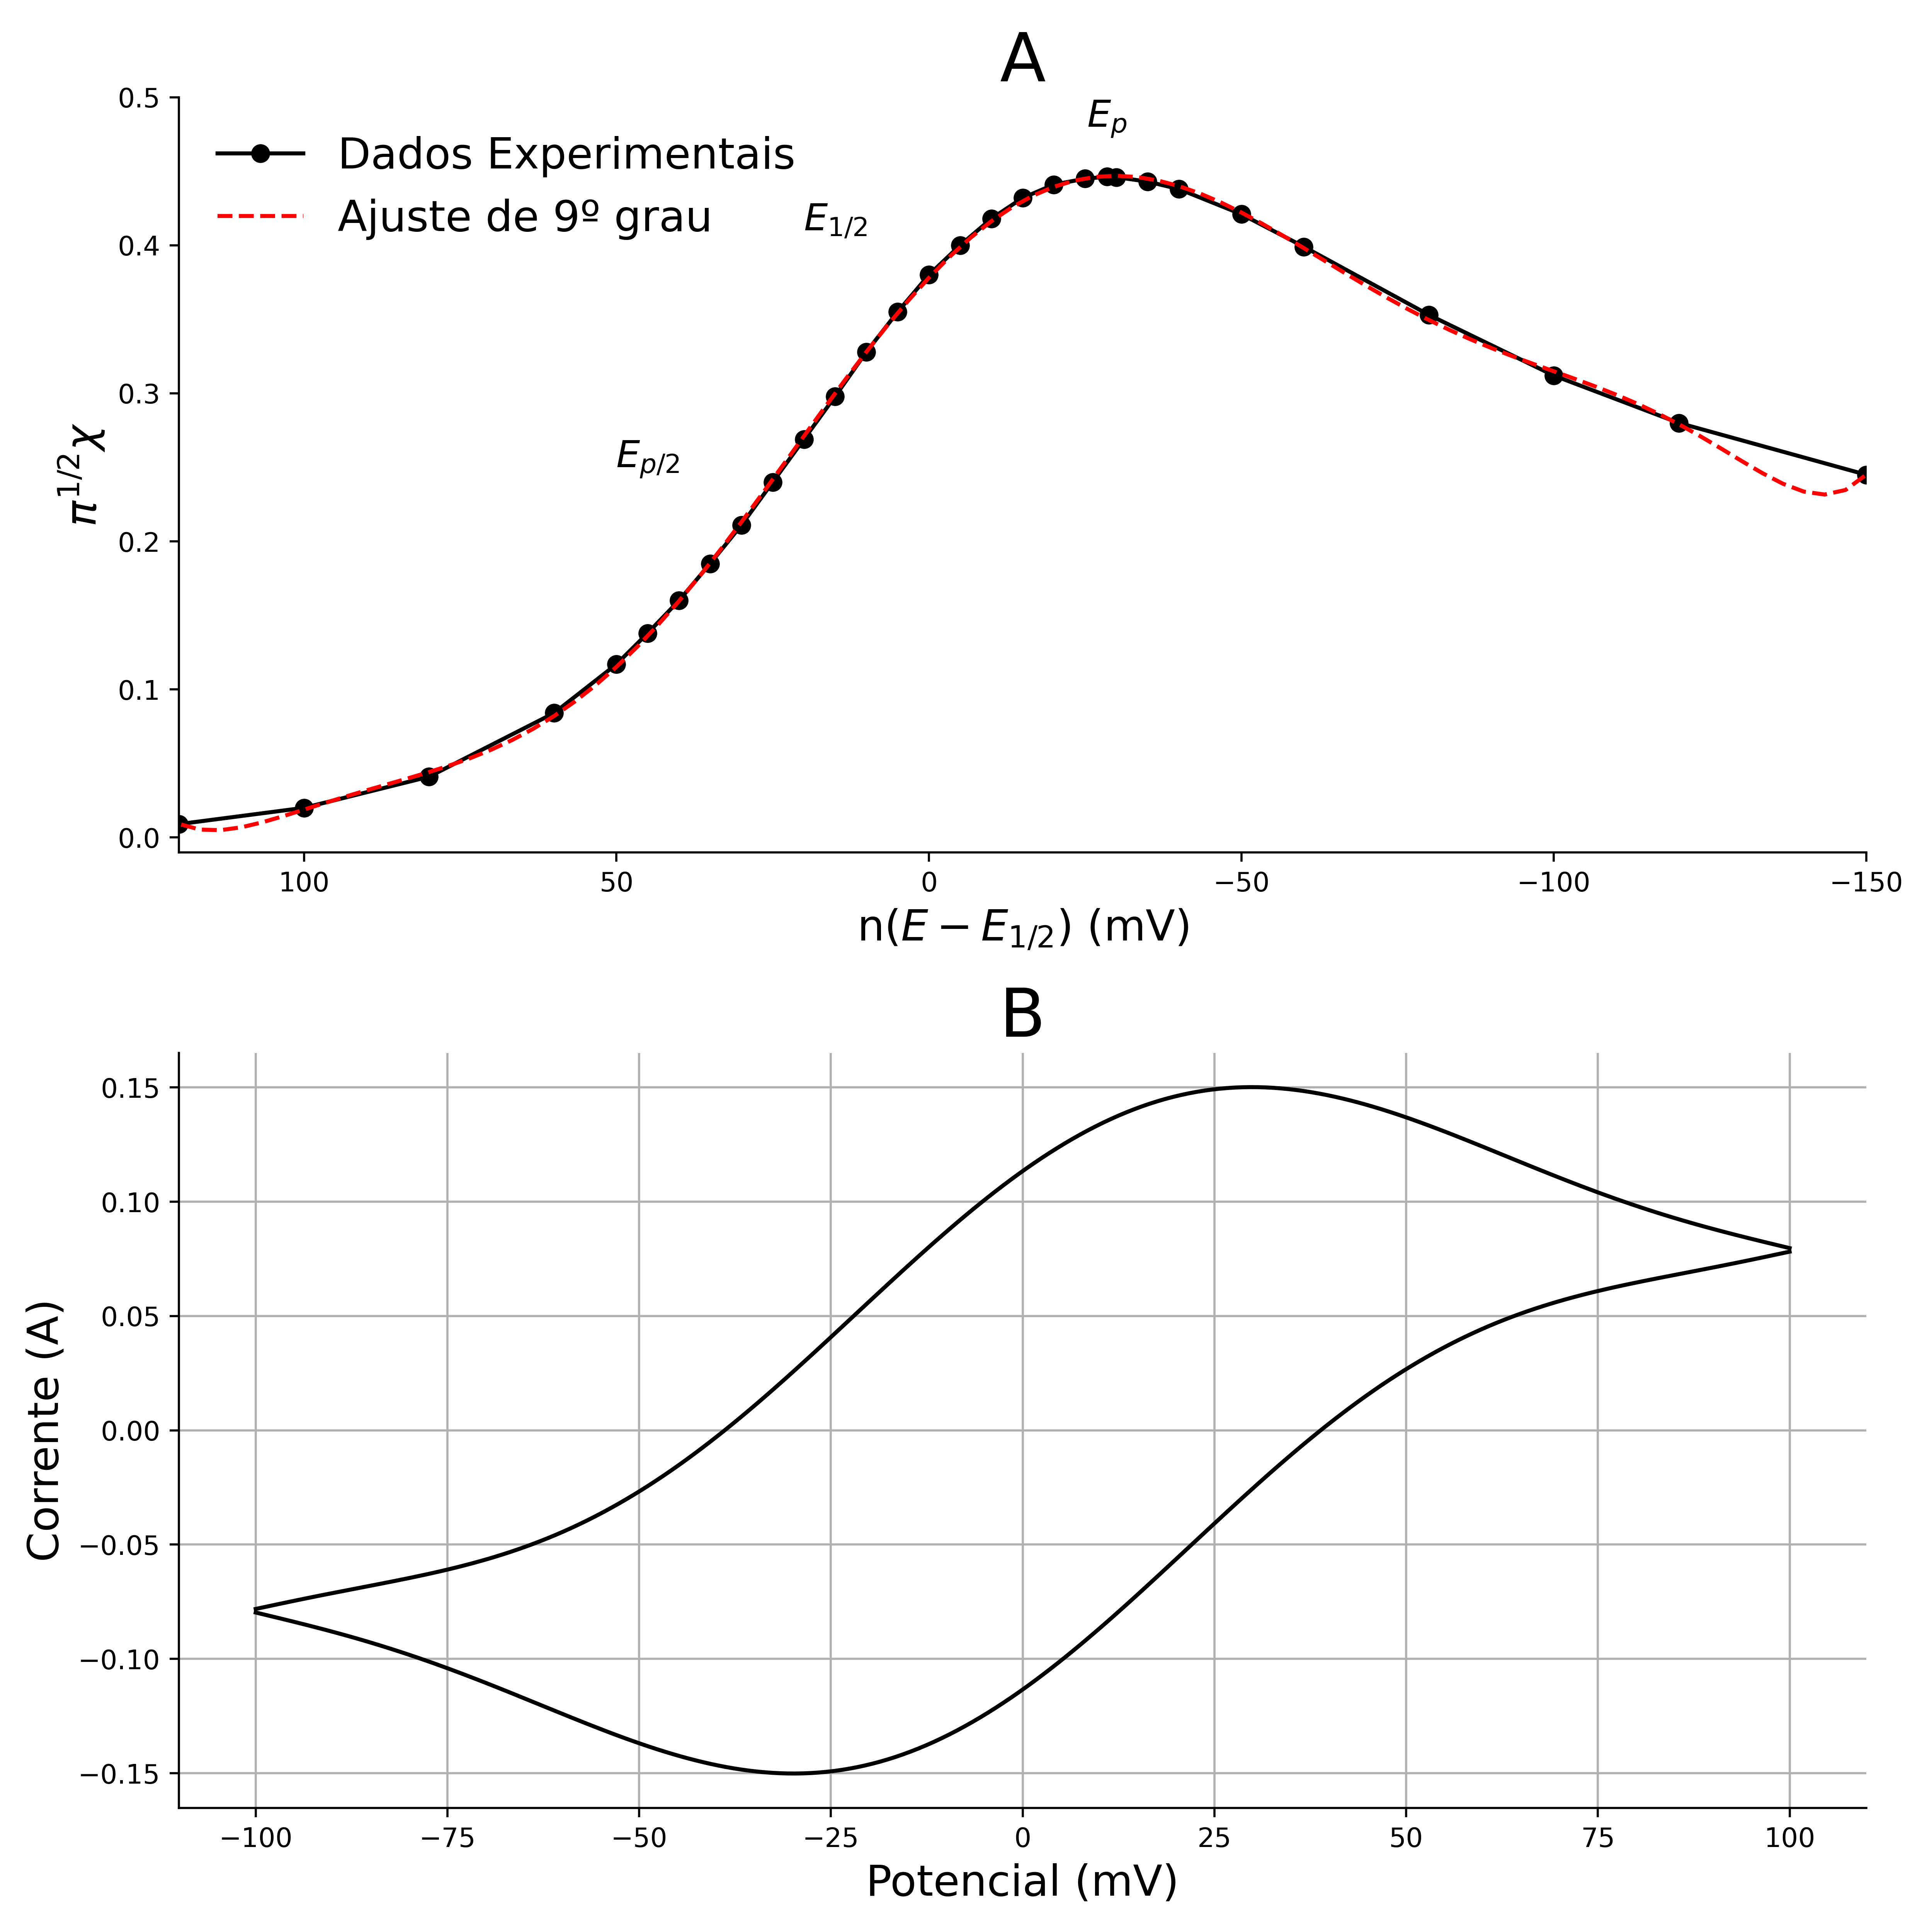 A
0.5
E_p
Dados Experimentais
Ajuste de 9º grau
E_{1/2}
0.4
0.3
E_{p/2}
π^{1/2}χ
0.2
0.1
0.0
100 50 0 −50 −100 −150
n(E − E_{1/2}) (mV)
B
0.15
0.10
0.05
0.00
−0.05
−0.10
−0.15
Corrente (A)
−100 −75 −50 −25 0 25 50 75 100
Potencial (mV)